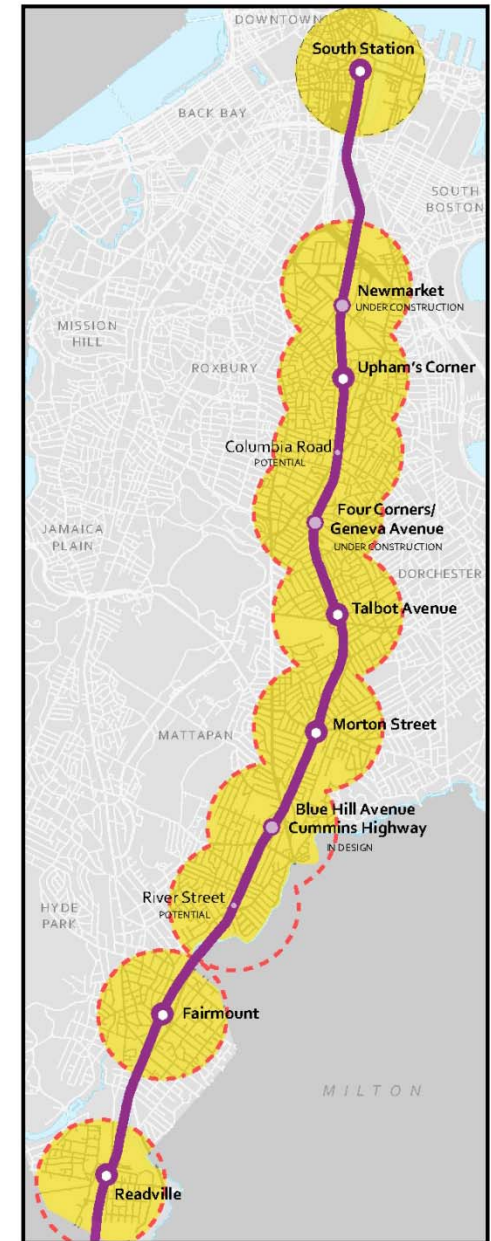 DOWNTOWN
South Station
BACK BAY
SOUTH
BOSTON
Newmarket
UNDER CONSTRUCTION
MISSION
HILL
ROXBURY
Upham's Corner
Columbia Road
POTENTIAL
Four Corners/
Geneva Avenue
UNDER CONSTRUCTION
JAMAICA
PLAIN
DORCHESTER
Talbot Avenue
Morton Street
MATTAPAN
Blue Hill Avenue
Cummins Highway
IN DESIGN
River Street
POTENTIAL
HYDE
PARK
Fairmount
MILTON
Readville